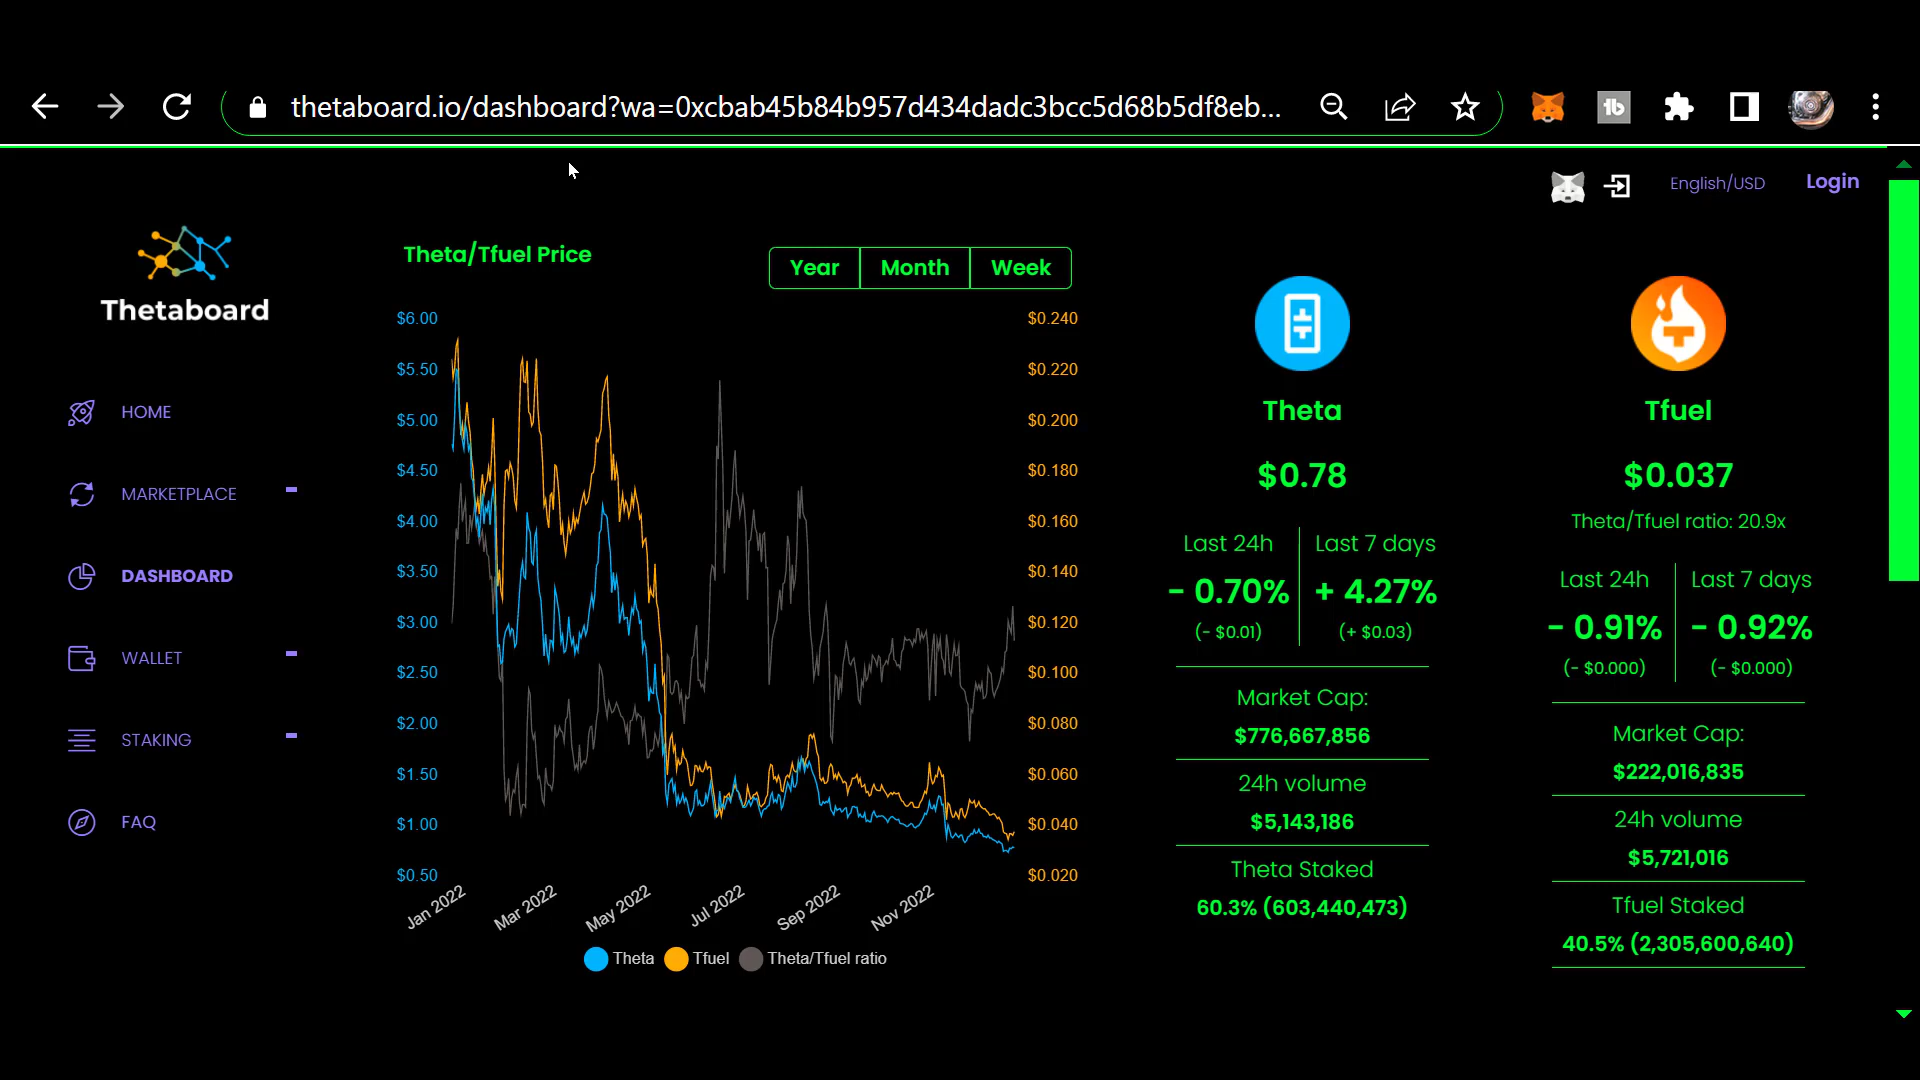 thetaboard.io/dashboard?wa=0xcbab45b84b957d434dadc3bcc5d68b5df8eb...
English/USD
Login
Thetaboard
HOME
MARKETPLACE
DASHBOARD
WALLET
STAKING
FAQ
Theta/Tfuel Price
Year Month Week
$6.00 $0.240
$5.50 $0.220
$5.00 $0.200
$4.50 $0.180
$4.00 $0.160
$3.50 $0.140
$3.00 $0.120
$2.50 $0.100
$2.00 $0.080
$1.50 $0.060
$1.00 $0.040
$0.50 $0.020
Jan 2022 Mar 2022 May 2022 Jul 2022 Sep 2022 Nov 2022
Theta Tfuel Theta/Tfuel ratio
Theta
$0.78
Last 24h Last 7 days
- 0.70% + 4.27%
(- $0.01) (+ $0.03)
Market Cap:
$776,667,856
24h volume
$5,143,186
Theta Staked
60.3% (603,440,473)
Tfuel
$0.037
Theta/Tfuel ratio: 20.9x
Last 24h Last 7 days
- 0.91% - 0.92%
(- $0.000) (- $0.000)
Market Cap:
$222,016,835
24h volume
$5,721,016
Tfuel Staked
40.5% (2,305,600,640)